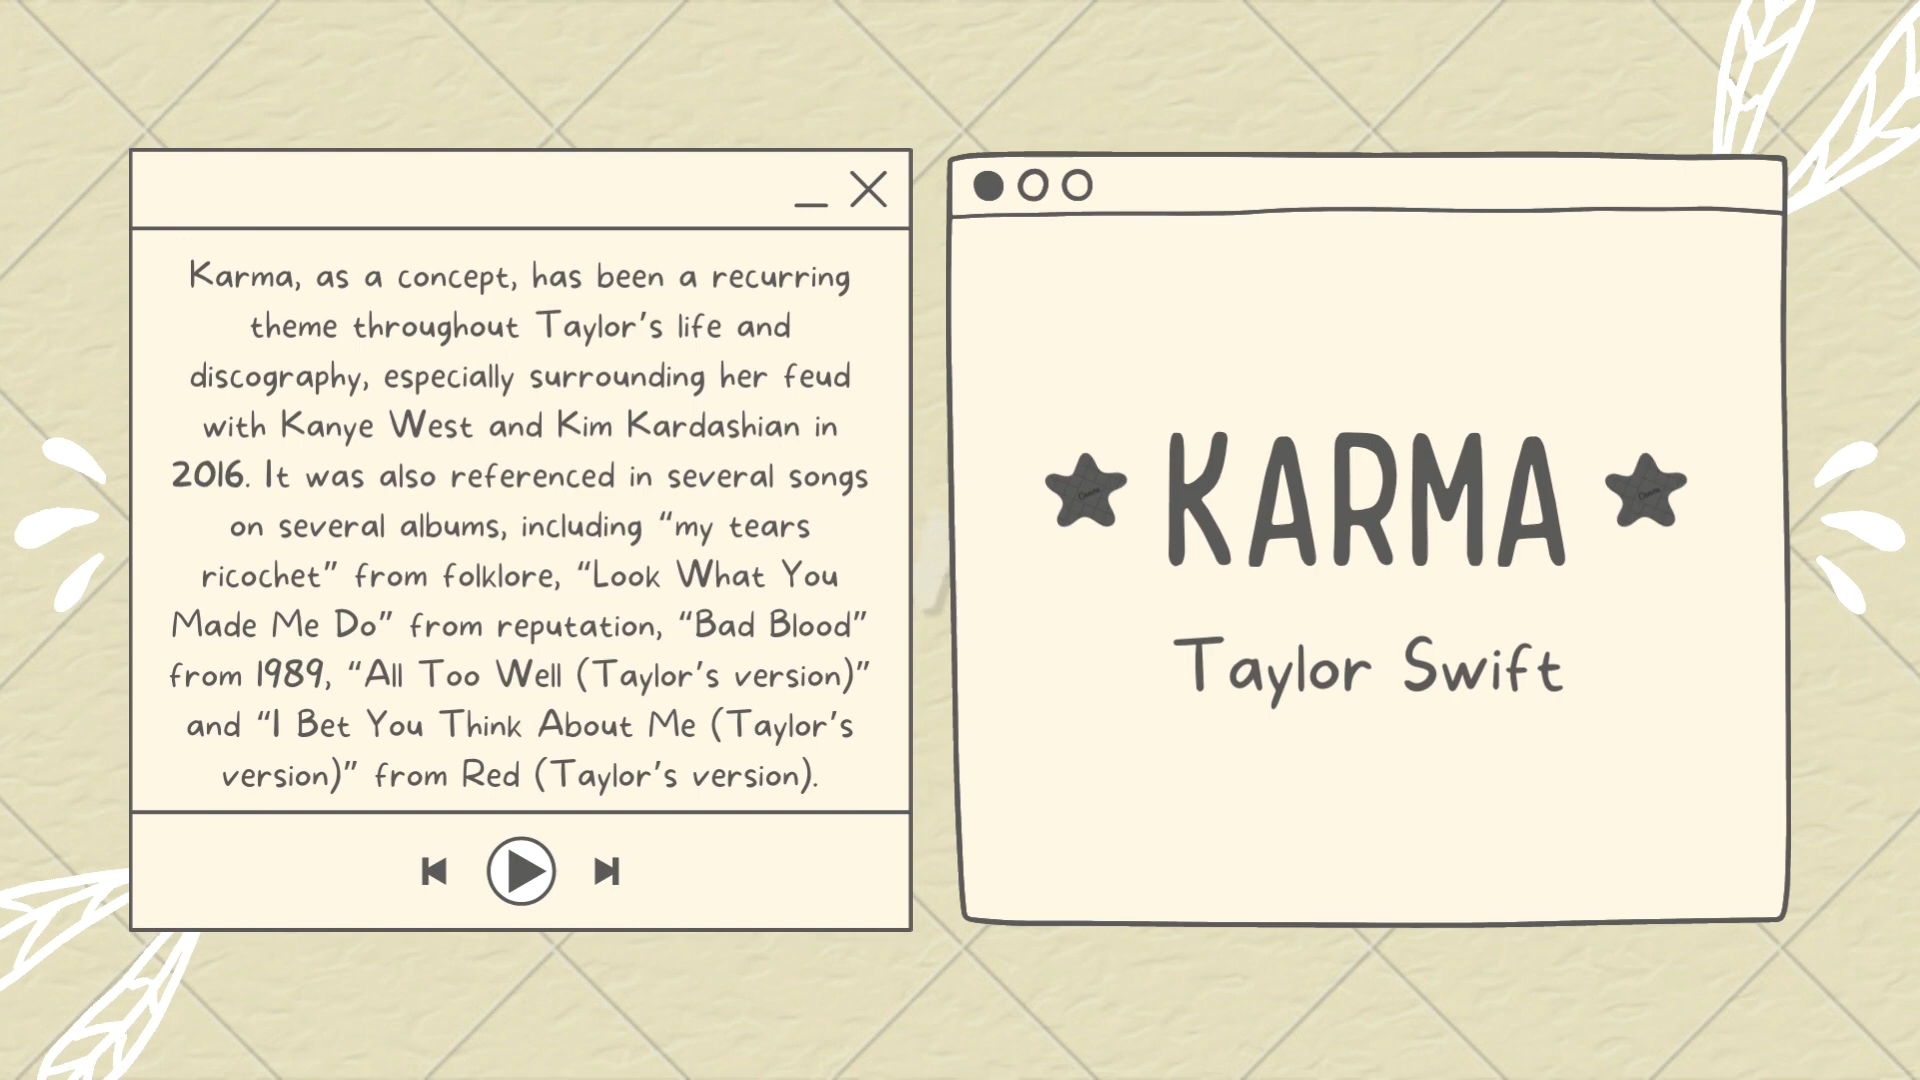 Karma, as a concept, has been a recurring
theme throughout Taylor's life and
discography, especially surrounding her feud
with Kanye West and Kim Kardashian in
2016. It was also referenced in several songs
on several albums, including “my tears
ricochet” from folklore, “Look What You
Made Me Do” from reputation, “Bad Blood”
from 1989, “All Too Well (Taylor's version)”
and “I Bet You Think About Me (Taylor's
version)” from Red (Taylor's version).
KARMA
Taylor Swift